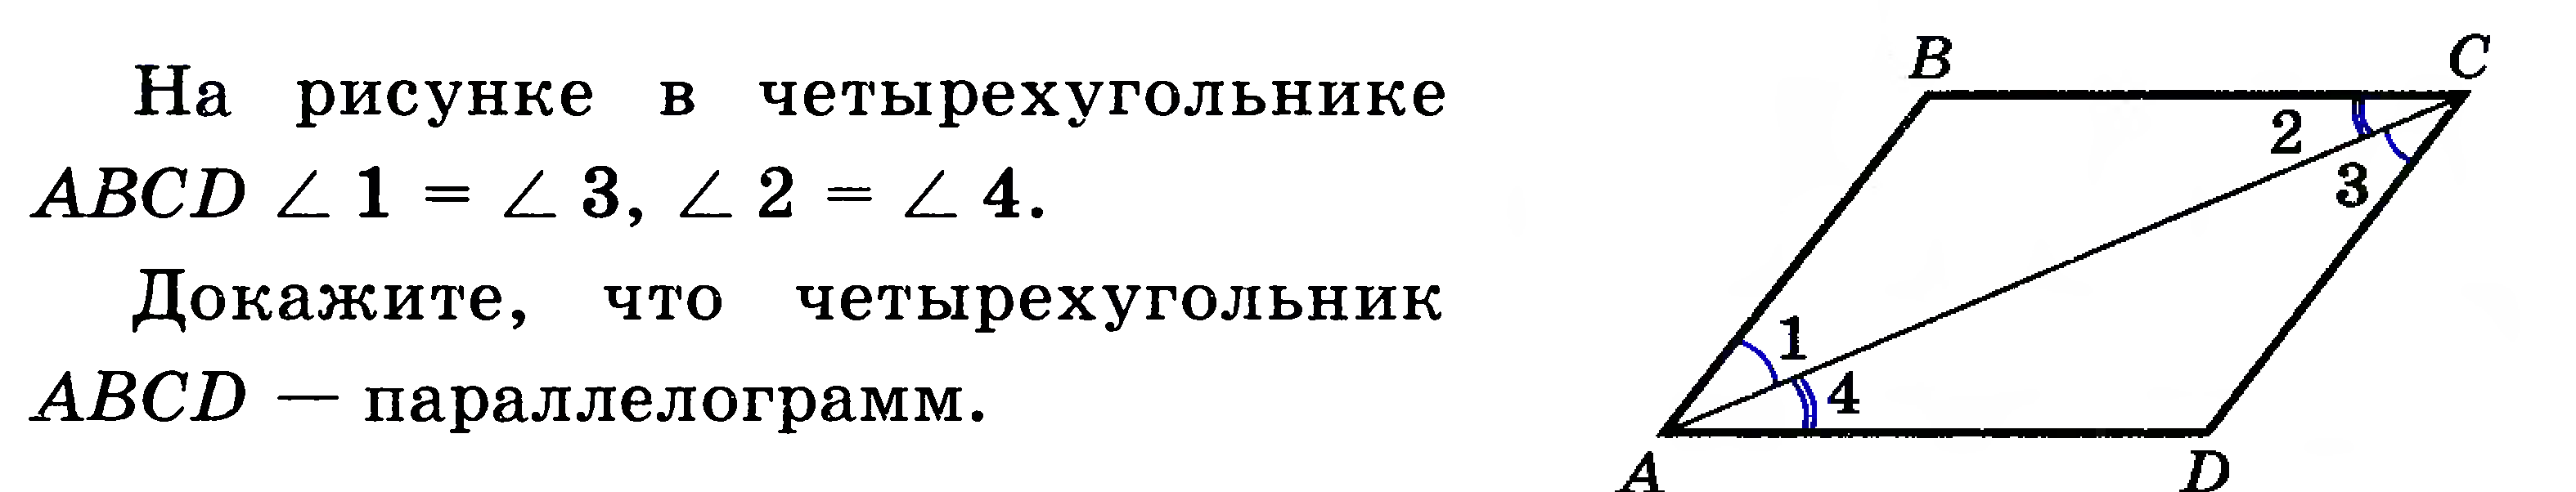 На рисунке в четырехугольнике
ABCD ∠ 1 = ∠ 3, ∠ 2 = ∠ 4.
Докажите, что четырехугольник
ABCD — параллелограмм.
B
C
2
3
1
4
A
D